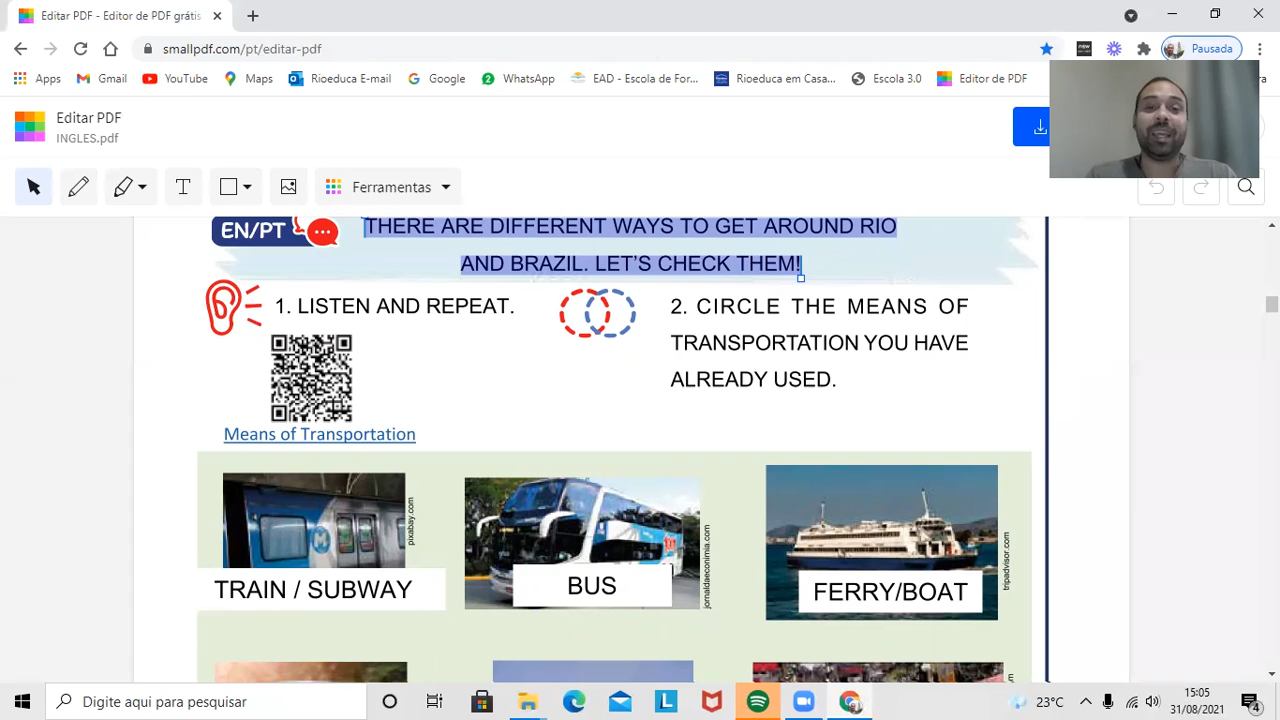 Editar PDF - Editor de PDF grátis
smallpdf.com/pt/editar-pdf
Pausada
Apps
Gmail
YouTube
Maps
Rioeduca E-mail
Google
2
WhatsApp
EAD - Escola de For...
Rioeduca em Casa...
Escola 3.0
Editor de PDF
Editar PDF
INGLES.pdf
T
Ferramentas
EN/PT
THERE ARE DIFFERENT WAYS TO GET AROUND RIO
AND BRAZIL. LET'S CHECK THEM!
1. LISTEN AND REPEAT.
2. CIRCLE THE MEANS OF
TRANSPORTATION YOU HAVE
ALREADY USED.
Means of Transportation
pixabay.com
TRAIN / SUBWAY
jornaldaeconimia.com
BUS
tripadvisor.com
FERRY/BOAT
Digite aqui para pesquisar
L
23°C
15:05
31/08/2021
4